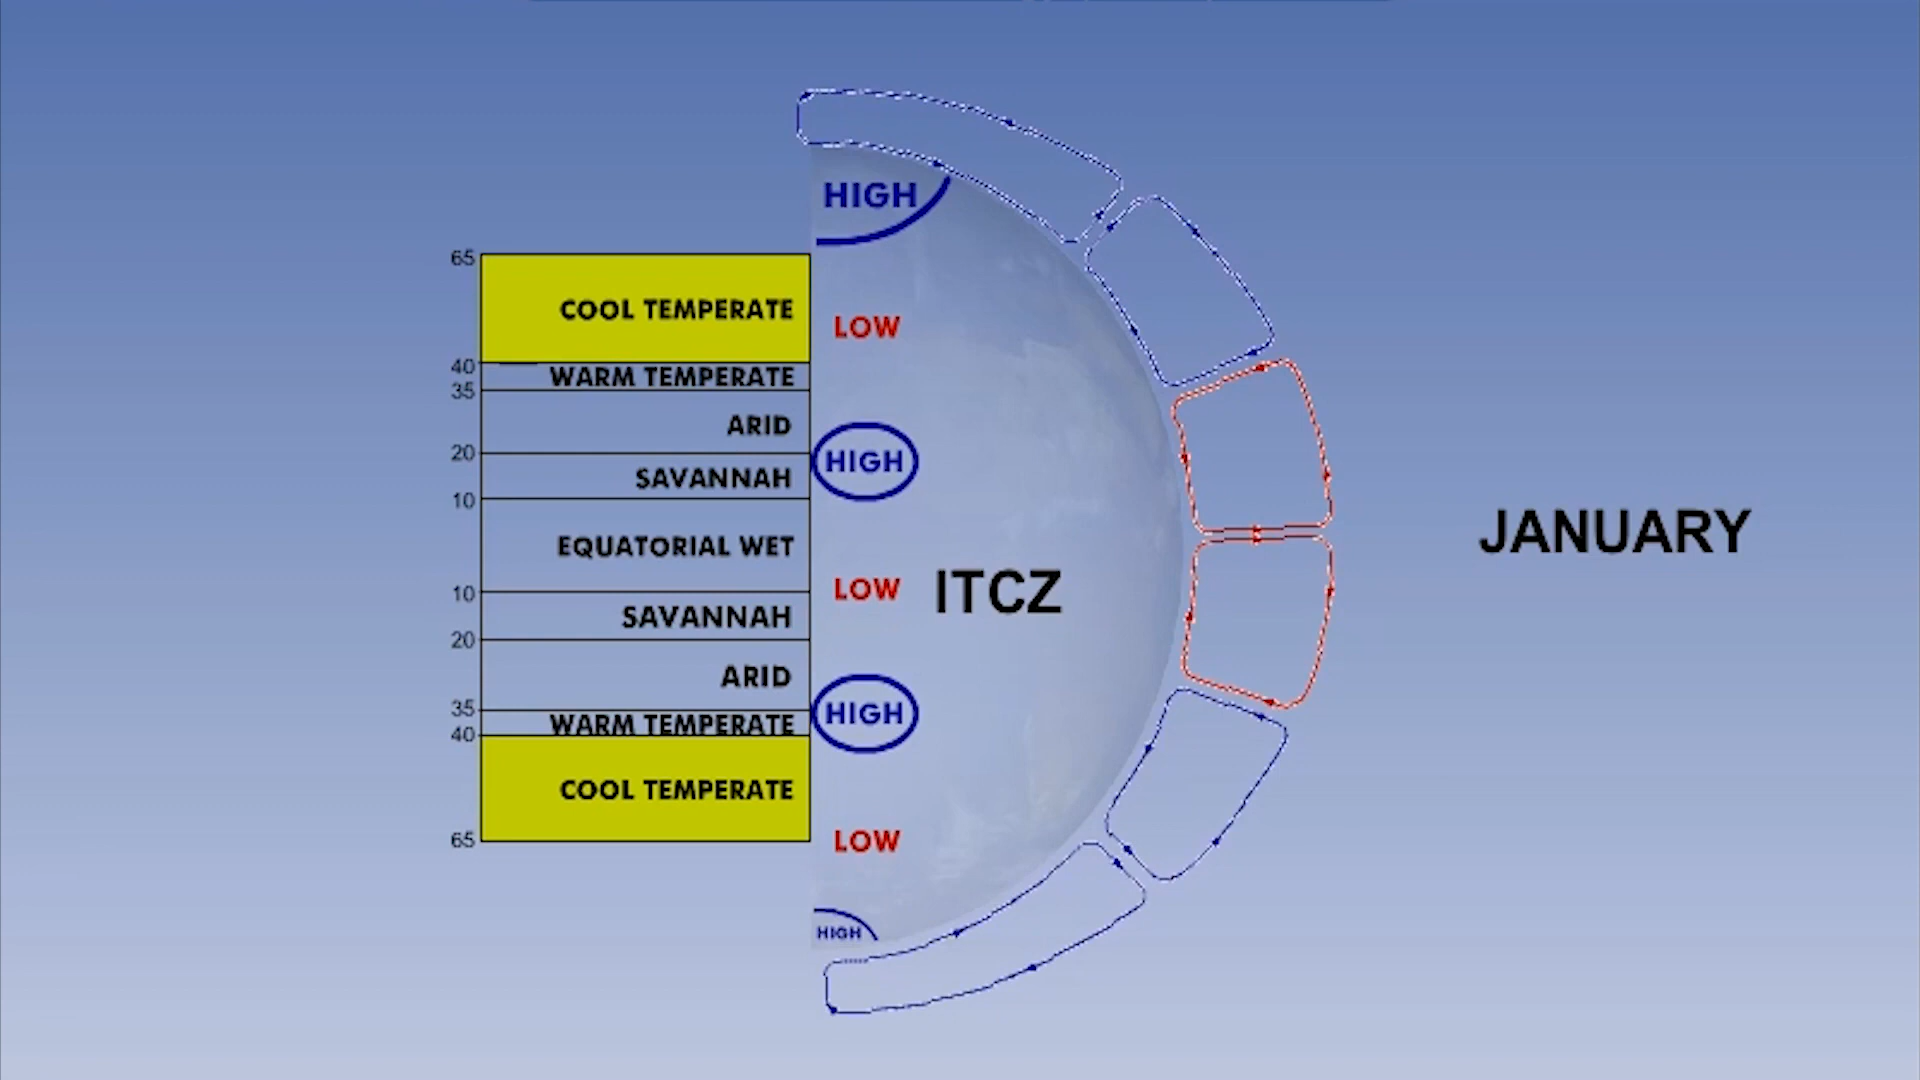 HIGH
65
COOL TEMPERATE
LOW
40
WARM TEMPERATE
35
ARID
HIGH
20
SAVANNAH
10
EQUATORIAL WET
JANUARY
LOW
ITCZ
10
SAVANNAH
20
ARID
HIGH
35
WARM TEMPERATE
40
COOL TEMPERATE
LOW
65
HIGH